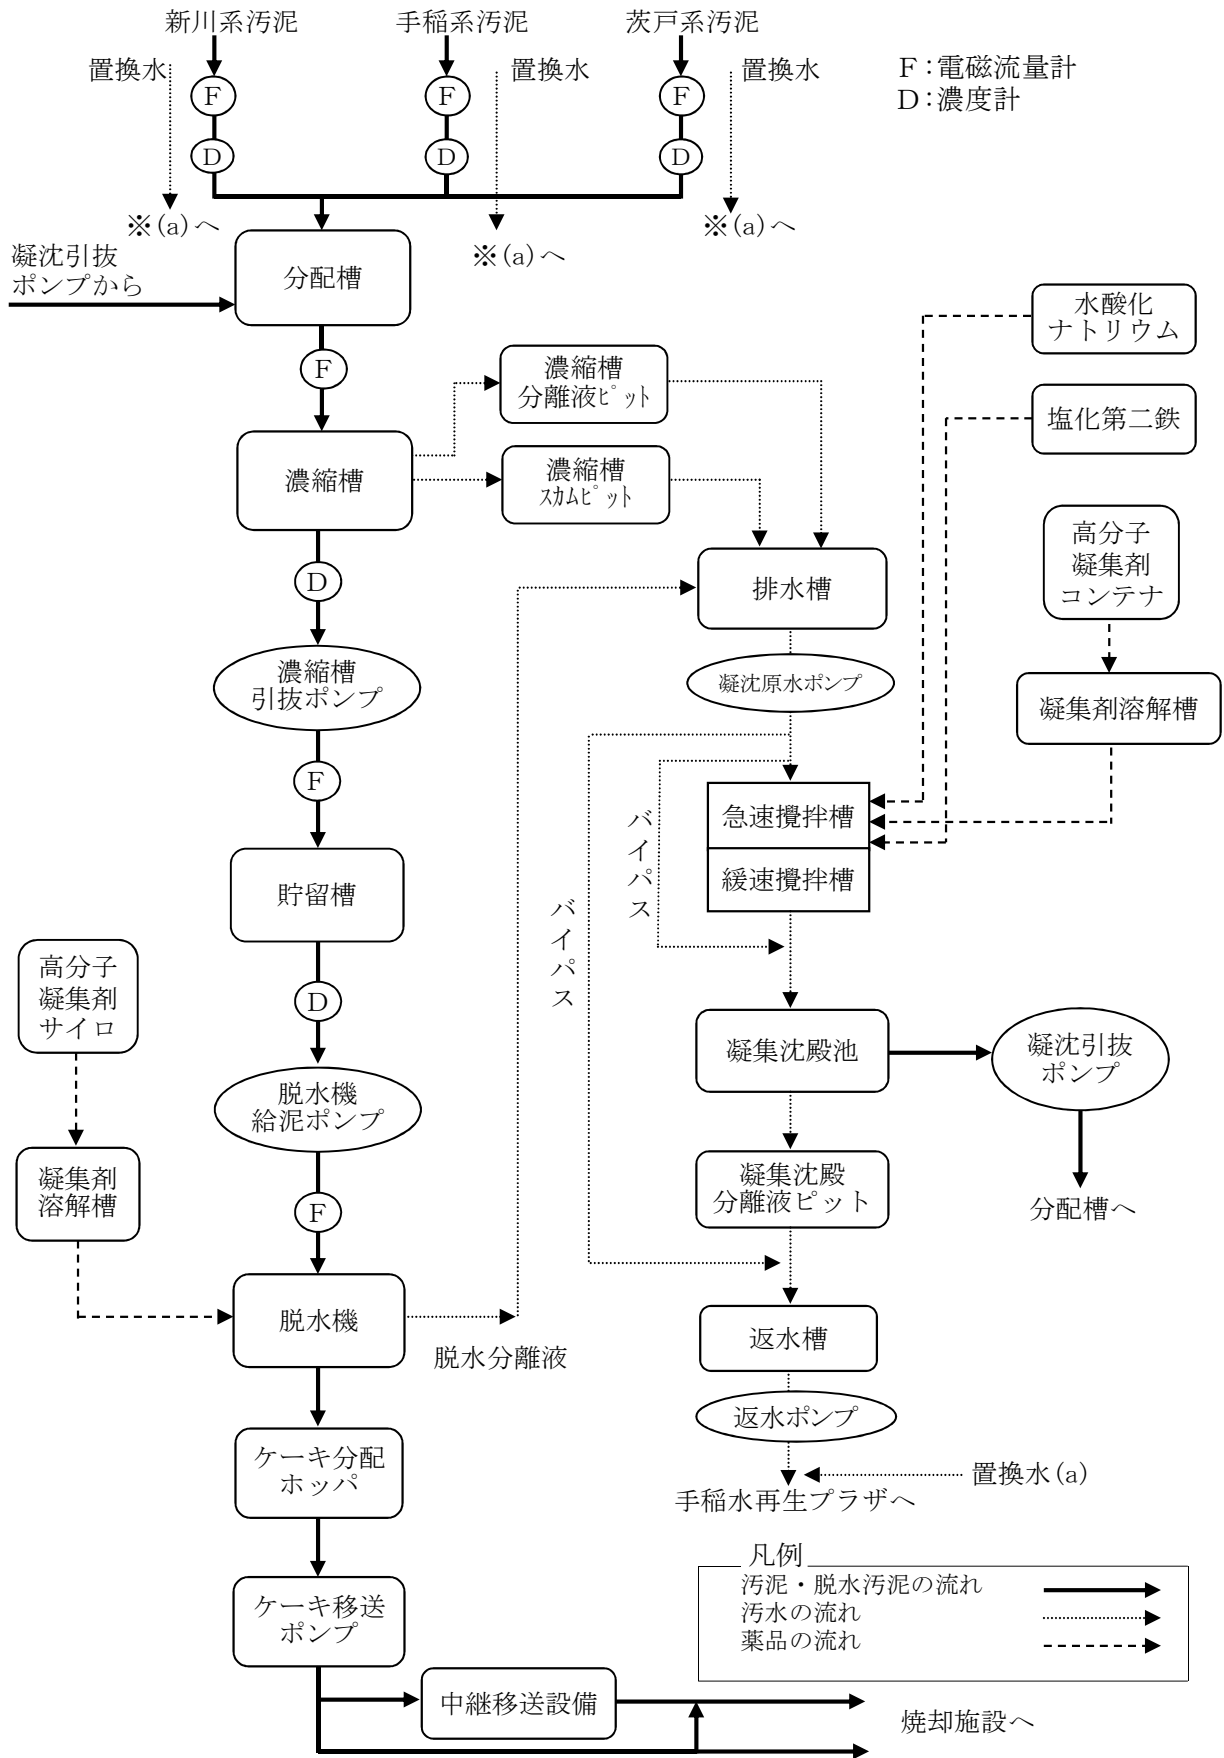 新川系汚泥
手稲系汚泥
茨戸系汚泥
置換水
置換水
置換水
F:電磁流量計
D:濃度計
F
F
F
D
D
D
※(a)へ
※(a)へ
※(a)へ
凝沈引抜
ポンプから
分配槽
F
水酸化
ナトリウム
濃縮槽
分離液ピット
塩化第二鉄
濃縮槽
濃縮槽
スカムピット
高分子
凝集剤
コンテナ
D
排水槽
濃縮槽
引抜ポンプ
凝沈原水ポンプ
凝集剤溶解槽
F
急速攪拌槽
緩速攪拌槽
バイパス
バイパス
貯留槽
高分子
凝集剤
サイロ
D
凝集沈殿池
凝沈引抜
ポンプ
脱水機
給泥ポンプ
凝集剤
溶解槽
凝集沈殿
分離液ピット
分配槽へ
F
脱水機
脱水分離液
返水槽
返水ポンプ
ケーキ分配
ホッパ
置換水(a)
手稲水再生プラザへ
凡例
汚泥・脱水汚泥の流れ
汚水の流れ
薬品の流れ
ケーキ移送
ポンプ
中継移送設備
焼却施設へ